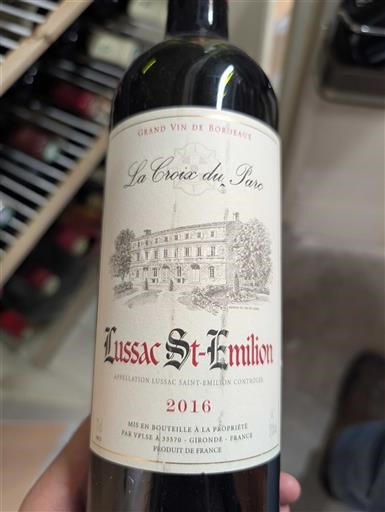 GRAND VIN DE BORDEAUX
La Croix du Parc
Lussac St-Emilion
APPELLATION LUSSAC SAINT-EMILION CONTRÔLÉE
2016
MIS EN BOUTEILLE À LA PROPRIÉTÉ
PAR VPLSE À 33570 - GIRONDE - FRANCE
PRODUIT DE FRANCE